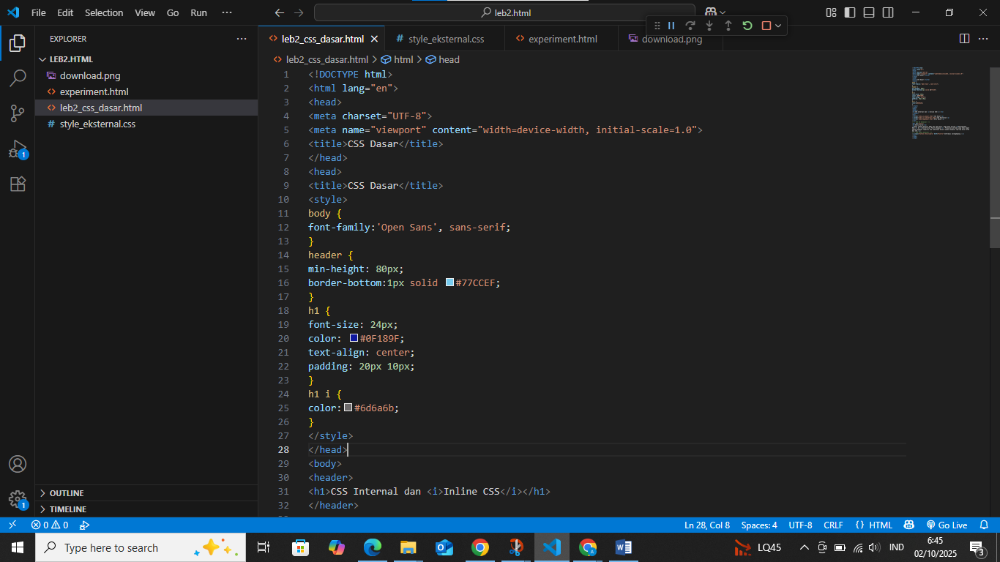 File Edit Selection View Go Run ··· leb2.html
EXPLORER ···
LEB2.HTML
download.png
experiment.html
leb2_css_dasar.html
style_eksternal.css
OUTLINE
TIMELINE
leb2_css_dasar.html style_eksternal.css experiment.html download.png
leb2_css_dasar.html > html > head
1 <!DOCTYPE html>
2 <html lang="en">
3 <head>
4 <meta charset="UTF-8">
5 <meta name="viewport" content="width=device-width, initial-scale=1.0">
6 <title>CSS Dasar</title>
7 </head>
8 <head>
9 <title>CSS Dasar</title>
10 <style>
11 body {
12 font-family:'Open Sans', sans-serif;
13 }
14 header {
15 min-height: 80px;
16 border-bottom:1px solid #77CCEF;
17 }
18 h1 {
19 font-size: 24px;
20 color: #0F189F;
21 text-align: center;
22 padding: 20px 10px;
23 }
24 h1 i {
25 color:#6d6a6b;
26 }
27 </style>
28 </head>
29 <body>
30 <header>
31 <h1>CSS Internal dan <i>Inline CSS</i></h1>
32 </header>
1
1
0 0 Ln 28, Col 8 Spaces: 4 UTF-8 CRLF {} HTML Go Live
Type here to search LQ45 IND 6:45
02/10/2025 3